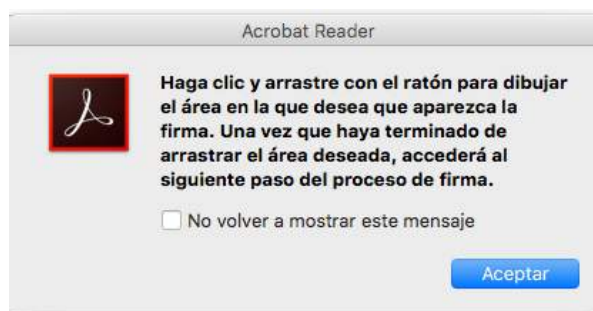 Acrobat Reader
Haga clic y arrastre con el ratón para dibujar
el área en la que desea que aparezca la
firma. Una vez que haya terminado de
arrastrar el área deseada, accederá al
siguiente paso del proceso de firma.
No volver a mostrar este mensaje
Aceptar